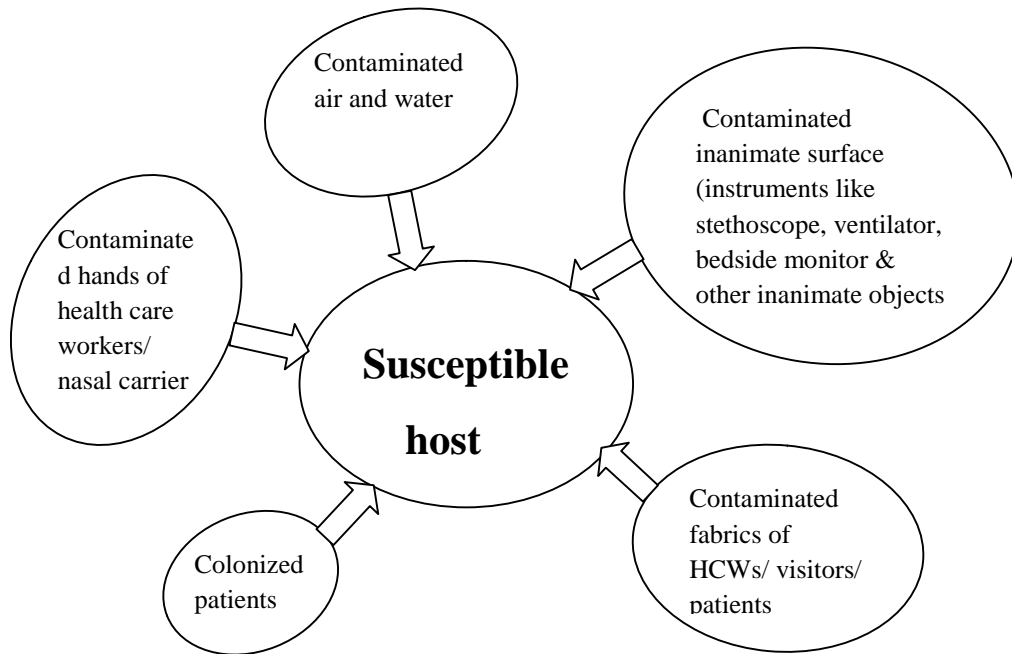 Contaminated
air and water
Contaminated
inanimate surface
(instruments like
stethoscope, ventilator,
bedside monitor &
other inanimate objects
Contaminate
d hands of
health care
workers/
nasal carrier
Susceptible
host
Colonized
patients
Contaminated
fabrics of
HCWs/ visitors/
patients